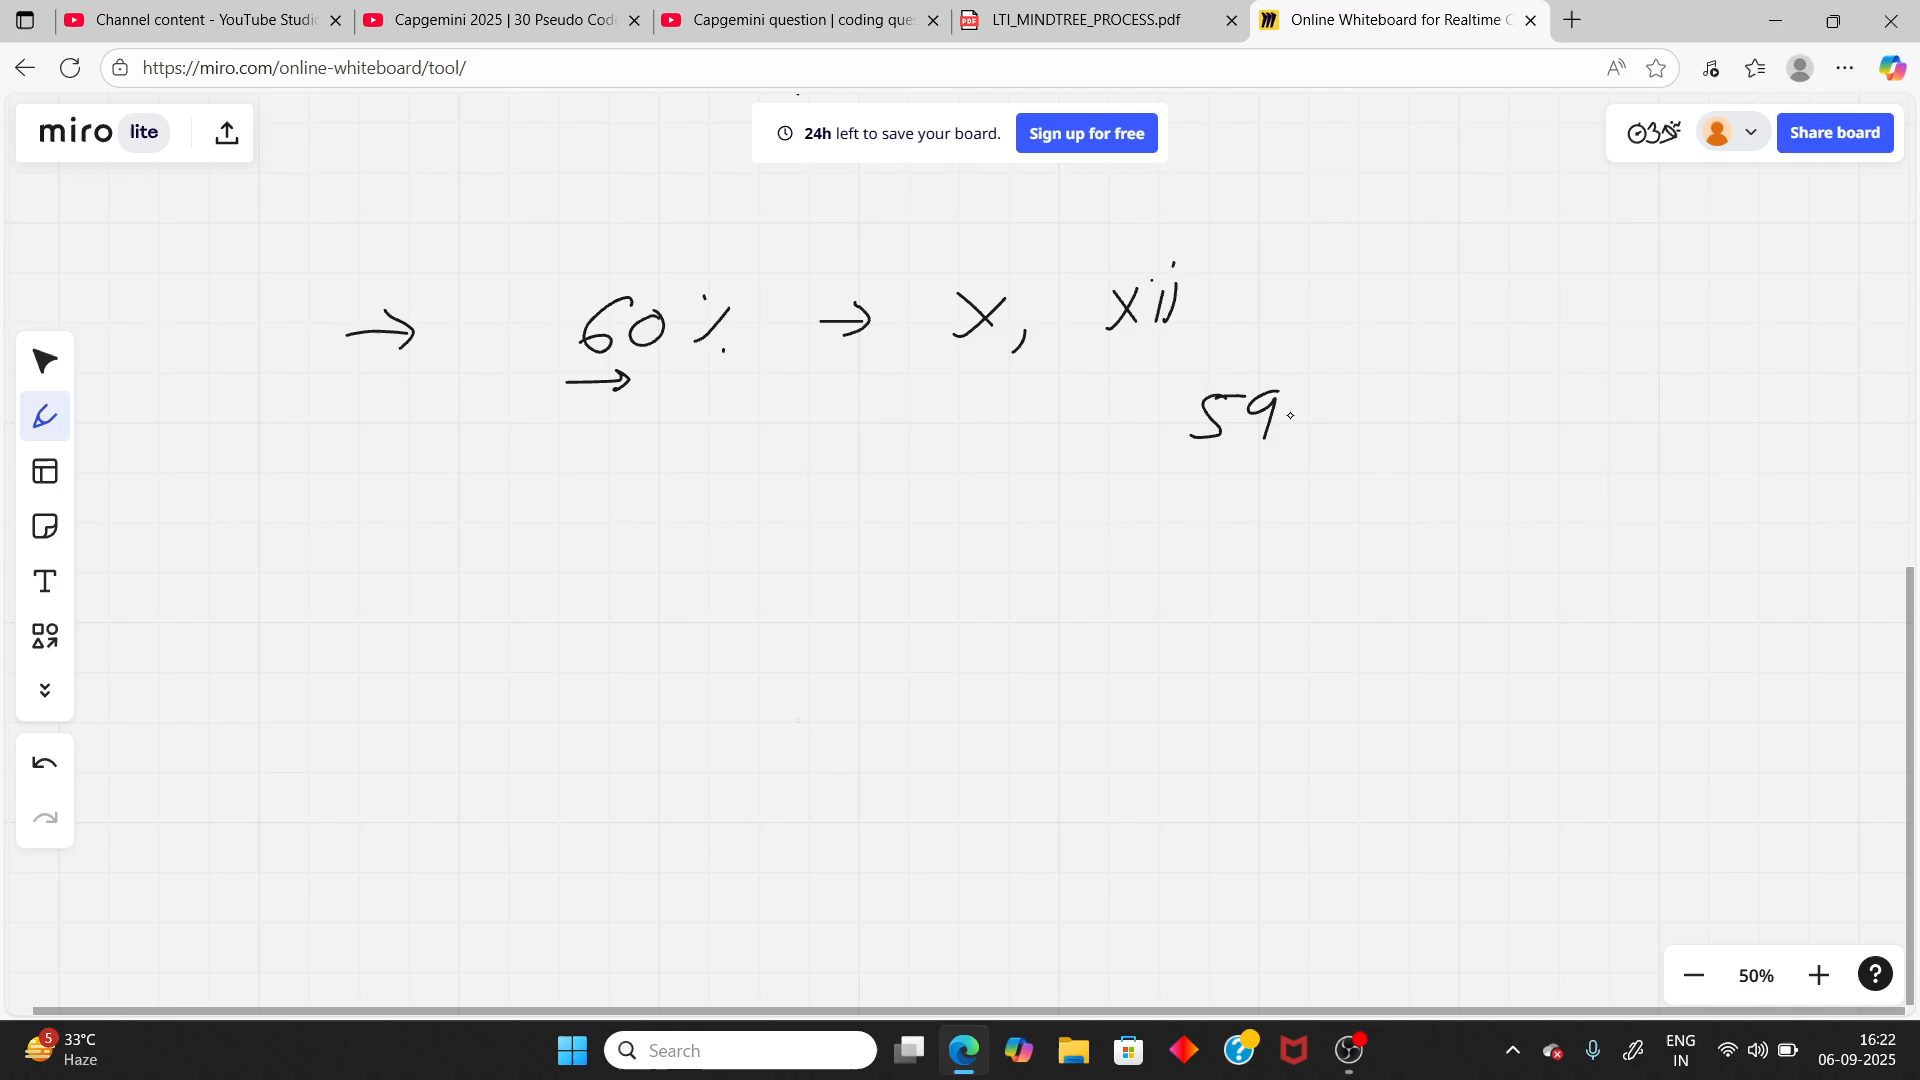 Channel content - YouTube Studi
Capgemini 2025 | 30 Pseudo Cod
Capgemini question | coding que
LTI_MINDTREE_PROCESS.pdf
Online Whiteboard for Realtime C
https://miro.com/online-whiteboard/tool/
miro lite
24h left to save your board. Sign up for free
Share board
→ 60% → X, xii
→
59.
50%
5 33°C
Haze
Search
ENG
IN
16:22
06-09-2025